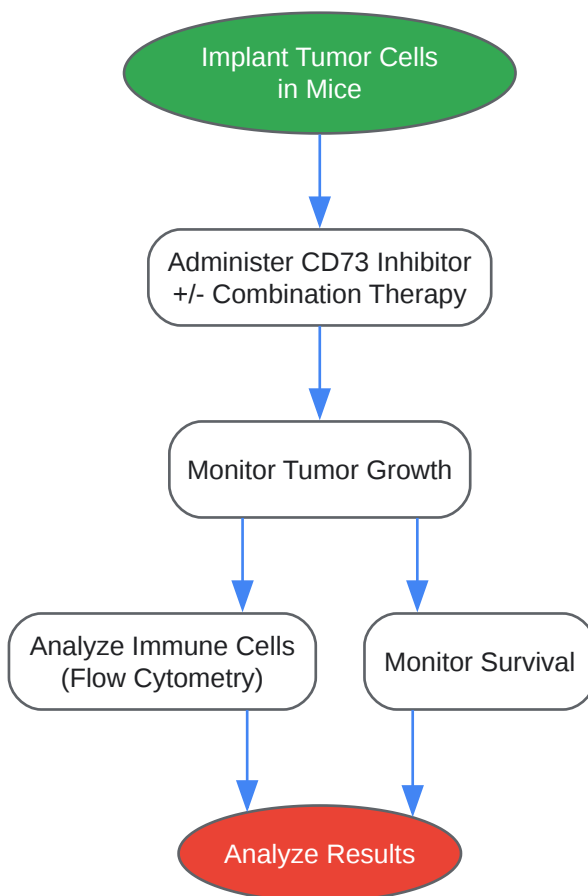 Implant Tumor Cells
in Mice
Administer CD73 Inhibitor
+/- Combination Therapy
Monitor Tumor Growth
Analyze Immune Cells
(Flow Cytometry)
Monitor Survival
Analyze Results